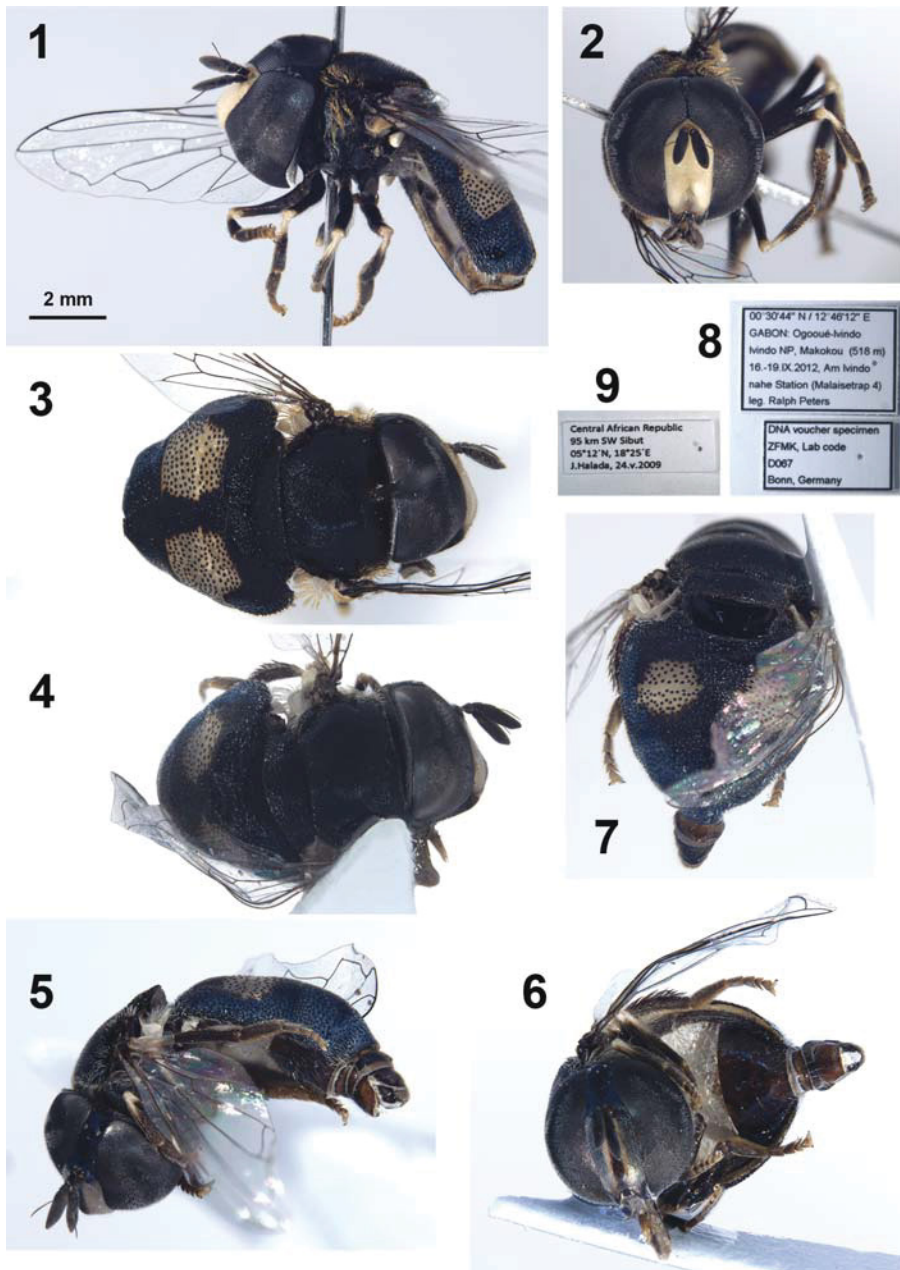 1
2 mm
2
3
8
00°30'44" N / 12°46'12" E
GABON: Ogooué-Ivindo
Ivindo NP, Makokou (518 m)
16.-19.IX.2012, Am Ivindo
nahe Station (Malaisetrap 4)
leg. Ralph Peters
DNA voucher specimen
ZFMK, Lab code
D067
Bonn, Germany
9
Central African Republic
95 km SW Sibut
05°12´N, 18°25´E
J.Halada, 24.v.2009
4
7
5
6